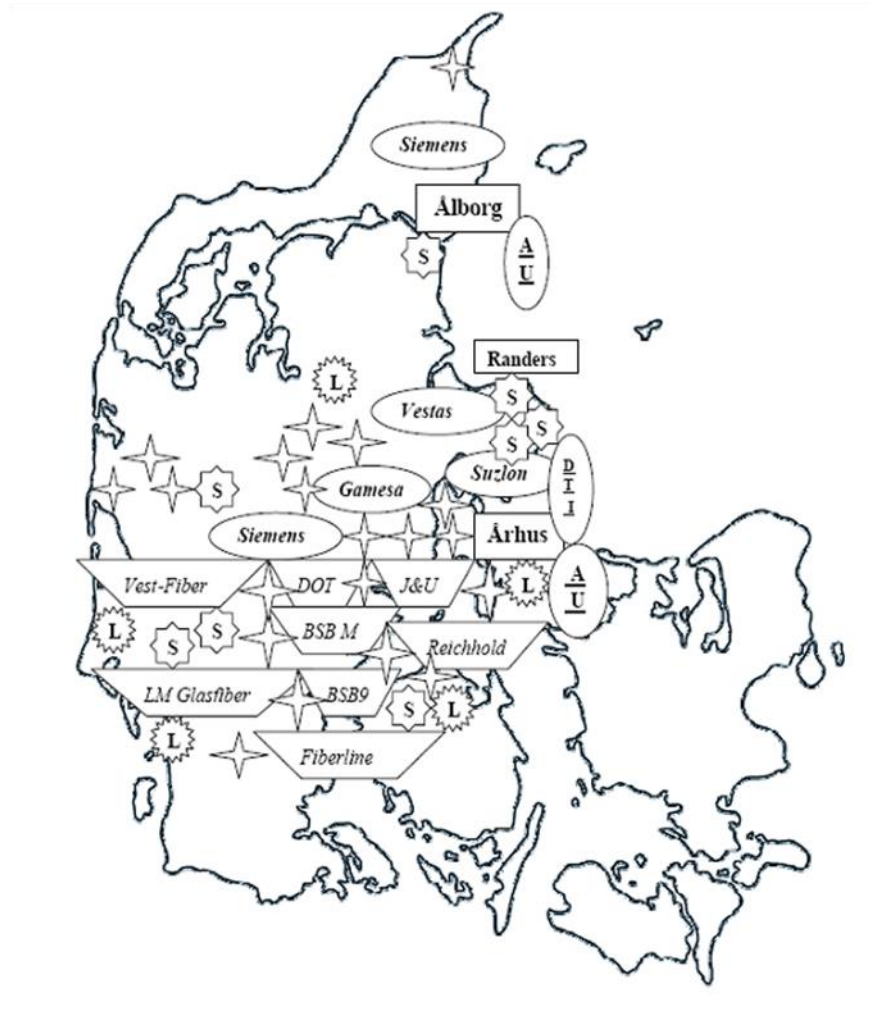 Siemens
Ålborg
A
U
S
Randers
L
S
Vestas
S
S
Suzlon
D
T
I
S
Gamesa
Siemens
Århus
Vest-Fiber
DOT
J&U
L
A
U
L
S
S
BSB M
Reichhold
LM Glasfiber
BSB9
S
L
L
Fiberline